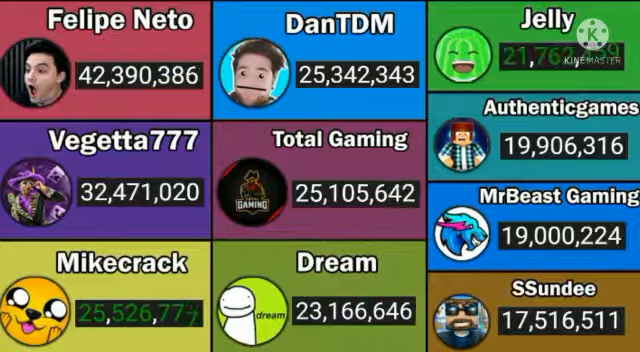 Felipe Neto
42,390,386
Vegetta777
32,471,020
Mikecrack
DanTDM
25,342,343
Total Gaming
TOTAL
GAMING
25,105,642
Dream
dream
23,166,646
Jelly
KINEMASTER
Authenticgames
19,906,316
MrBeast Gaming
19,000,224
SSundee
17,516,511